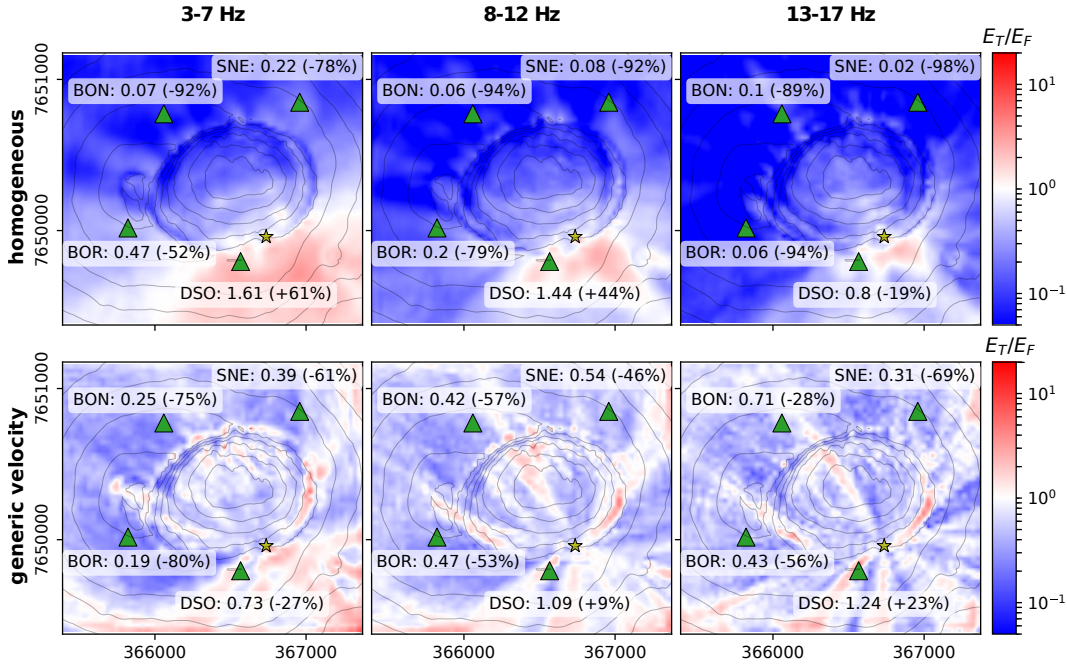 3-7 Hz
8-12 Hz
13-17 Hz
homogeneous
7651000
7650000
SNE: 0.22 (-78%)
BON: 0.07 (-92%)
BOR: 0.47 (-52%)
DSO: 1.61 (+61%)
SNE: 0.08 (-92%)
BON: 0.06 (-94%)
BOR: 0.2 (-79%)
DSO: 1.44 (+44%)
SNE: 0.02 (-98%)
BON: 0.1 (-89%)
BOR: 0.06 (-94%)
DSO: 0.8 (-19%)
E_T/E_F
10^1
10^0
10^−1
generic velocity
7651000
7650000
SNE: 0.39 (-61%)
BON: 0.25 (-75%)
BOR: 0.19 (-80%)
DSO: 0.73 (-27%)
SNE: 0.54 (-46%)
BON: 0.42 (-57%)
BOR: 0.47 (-53%)
DSO: 1.09 (+9%)
SNE: 0.31 (-69%)
BON: 0.71 (-28%)
BOR: 0.43 (-56%)
DSO: 1.24 (+23%)
E_T/E_F
10^1
10^0
10^−1
366000 367000
366000 367000
366000 367000